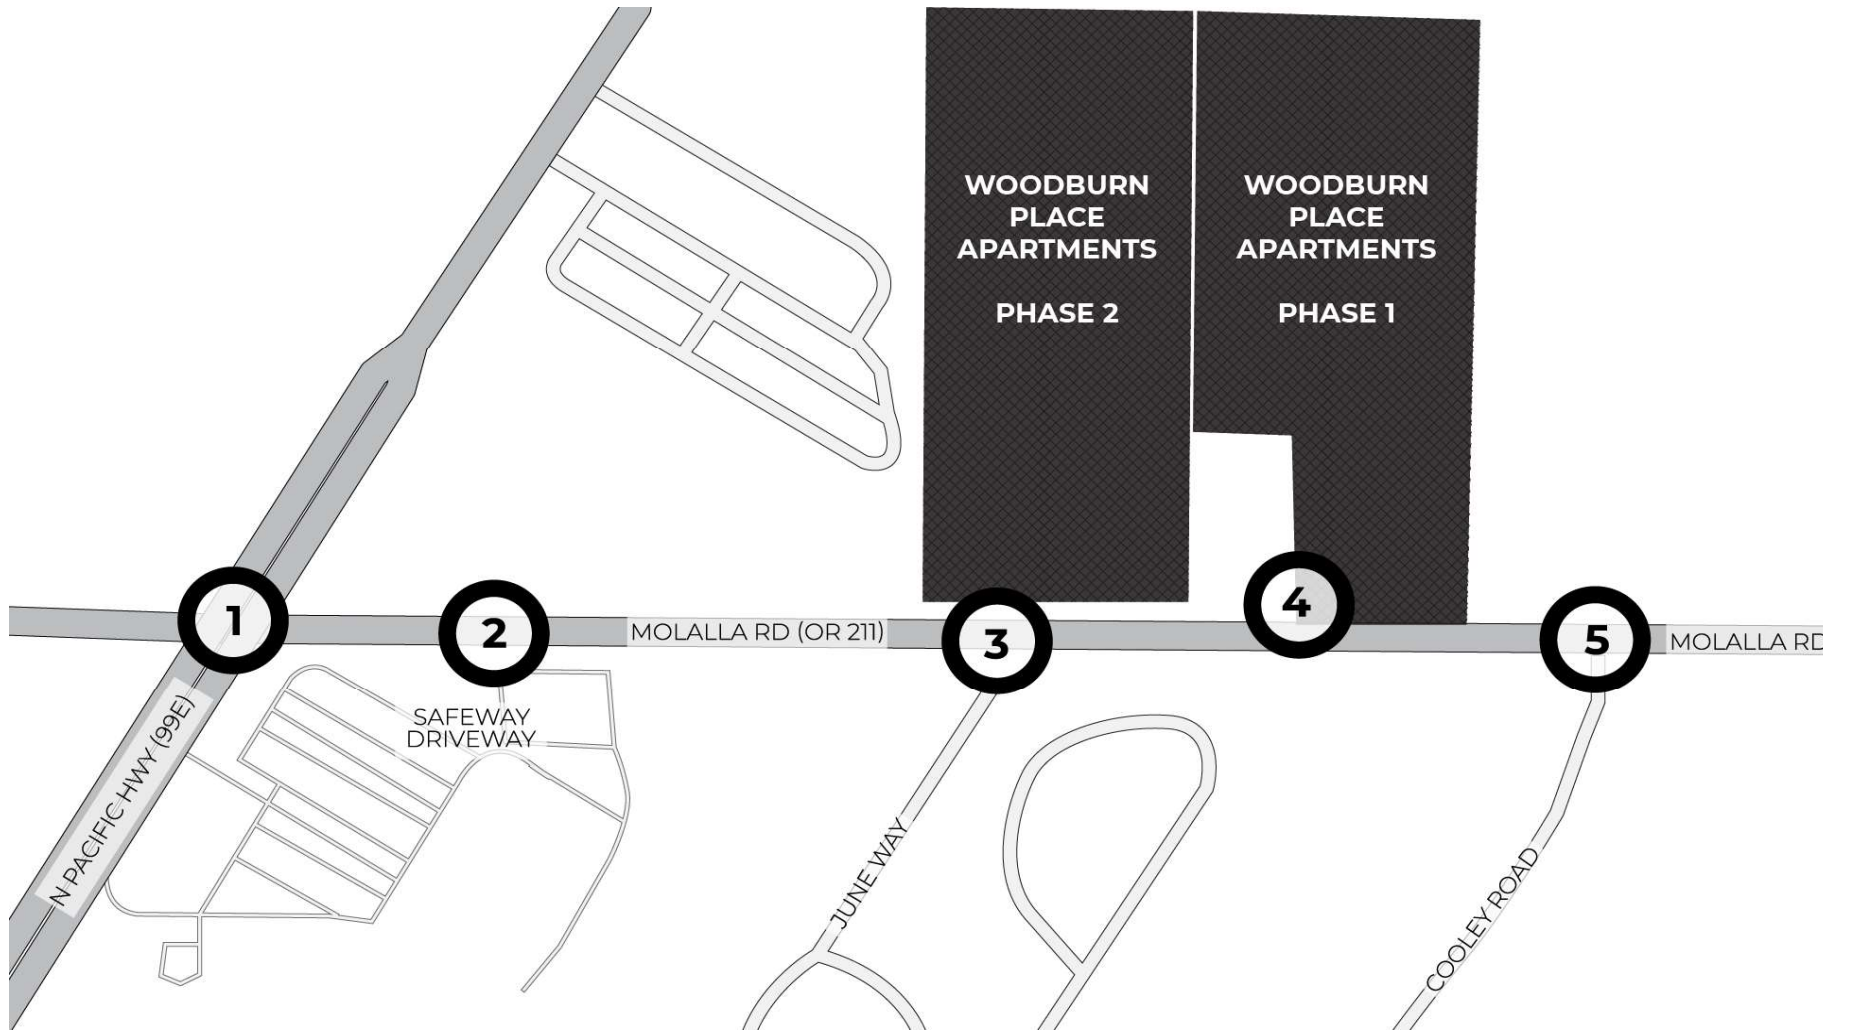 WOODBURN
PLACE
APARTMENTS
PHASE 2
WOODBURN
PLACE
APARTMENTS
PHASE 1
1
2
MOLALLA RD (OR 211)
3
4
5
MOLALLA RD
SAFEWAY
DRIVEWAY
N PACIFIC HWY (99E)
JUNE WAY
COOLEY ROAD